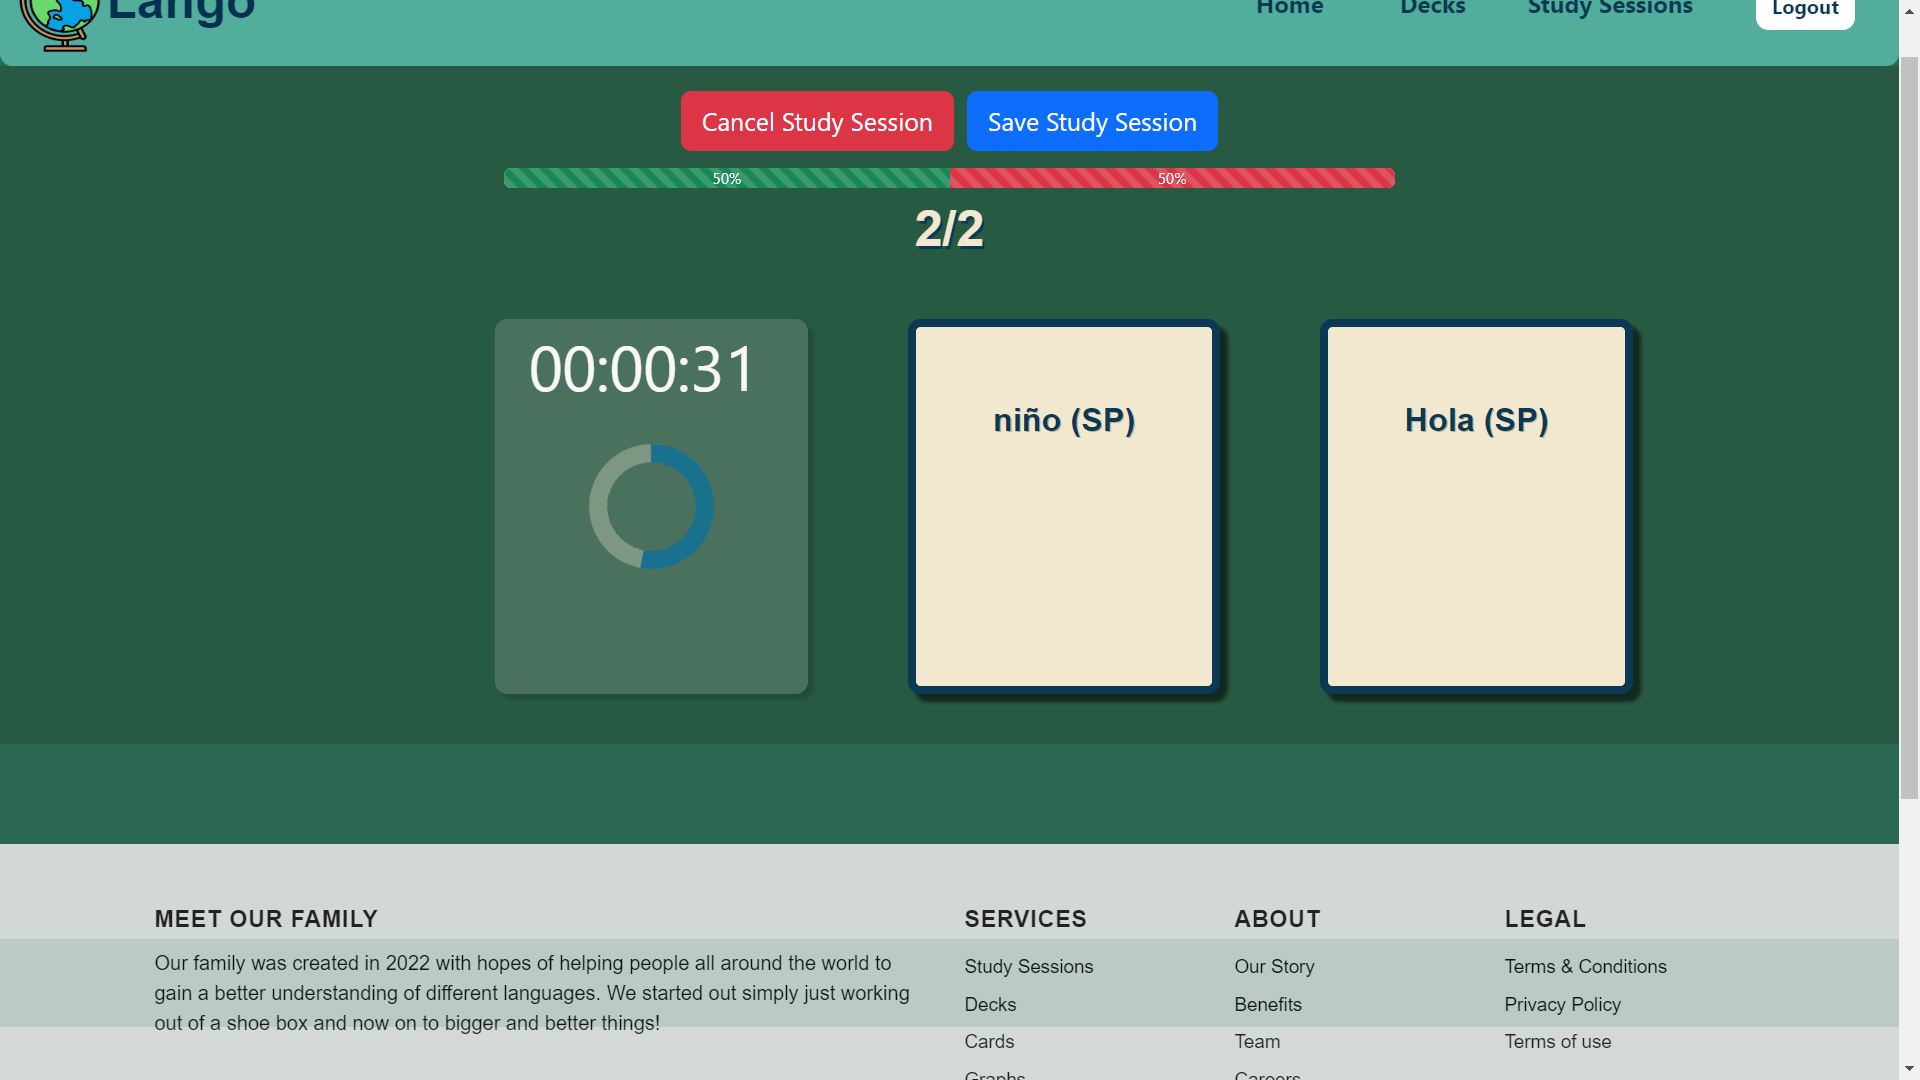 Lango
Home Decks Study Sessions Logout
Cancel Study Session Save Study Session
50% 50%
2/2
00:00:31
niño (SP)
Hola (SP)
MEET OUR FAMILY
Our family was created in 2022 with hopes of helping people all around the world to
gain a better understanding of different languages. We started out simply just working
out of a shoe box and now on to bigger and better things!
SERVICES
Study Sessions
Decks
Cards
Graphs
ABOUT
Our Story
Benefits
Team
Careers
LEGAL
Terms & Conditions
Privacy Policy
Terms of use